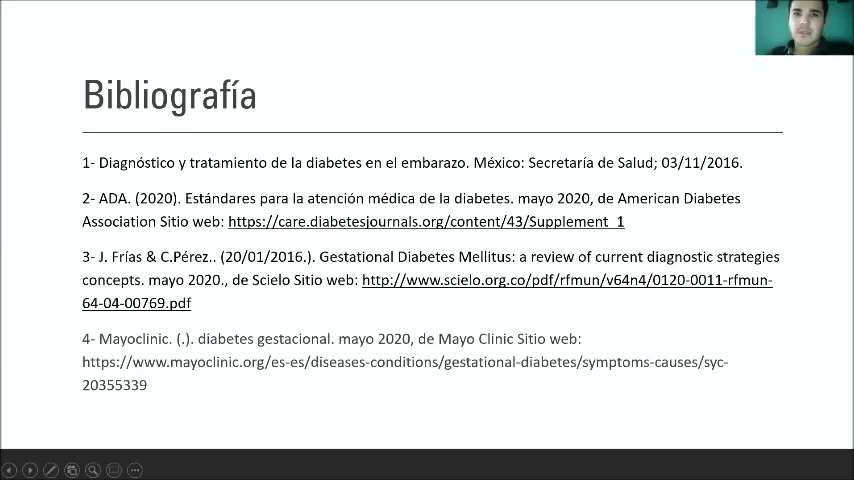 Bibliografía
1- Diagnóstico y tratamiento de la diabetes en el embarazo. México: Secretaría de Salud; 03/11/2016.
2- ADA. (2020). Estándares para la atención médica de la diabetes. mayo 2020, de American Diabetes
Association Sitio web: https://care.diabetesjournals.org/content/43/Supplement_1
3- J. Frías & C.Pérez.. (20/01/2016.). Gestational Diabetes Mellitus: a review of current diagnostic strategies
concepts. mayo 2020., de Scielo Sitio web: http://www.scielo.org.co/pdf/rfmun/v64n4/0120-0011-rfmun-
64-04-00769.pdf
4- Mayoclinic. (.). diabetes gestacional. mayo 2020, de Mayo Clinic Sitio web:
https://www.mayoclinic.org/es-es/diseases-conditions/gestational-diabetes/symptoms-causes/syc-
20355339